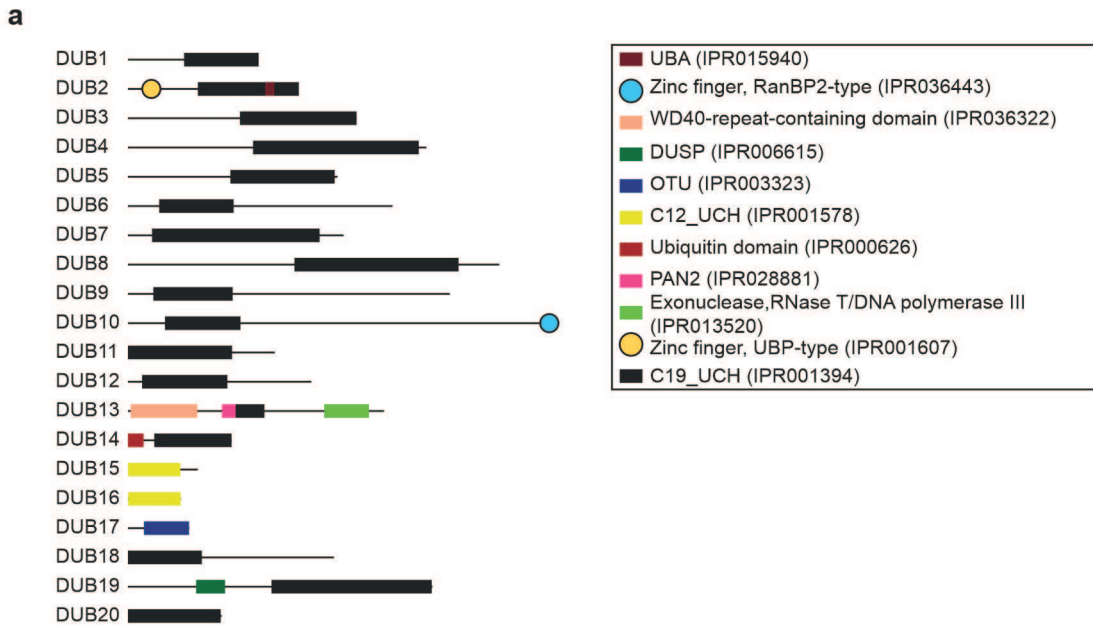 a
DUB1
DUB2
DUB3
DUB4
DUB5
DUB6
DUB7
DUB8
DUB9
DUB10
DUB11
DUB12
DUB13
DUB14
DUB15
DUB16
DUB17
DUB18
DUB19
DUB20
UBA (IPR015940)
Zinc finger, RanBP2-type (IPR036443)
WD40-repeat-containing domain (IPR036322)
DUSP (IPR006615)
OTU (IPR003323)
C12_UCH (IPR001578)
Ubiquitin domain (IPR000626)
PAN2 (IPR028881)
Exonuclease,RNase T/DNA polymerase III
(IPR013520)
Zinc finger, UBP-type (IPR001607)
C19_UCH (IPR001394)